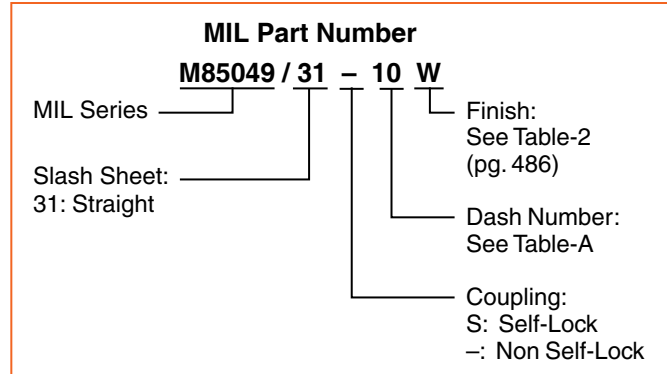 MIL Part Number
M85049 / 31 – 10 W
MIL Series
Slash Sheet:
31: Straight
Finish:
See Table-2
(pg. 486)
Dash Number:
See Table-A
Coupling:
S: Self-Lock
–: Non Self-Lock